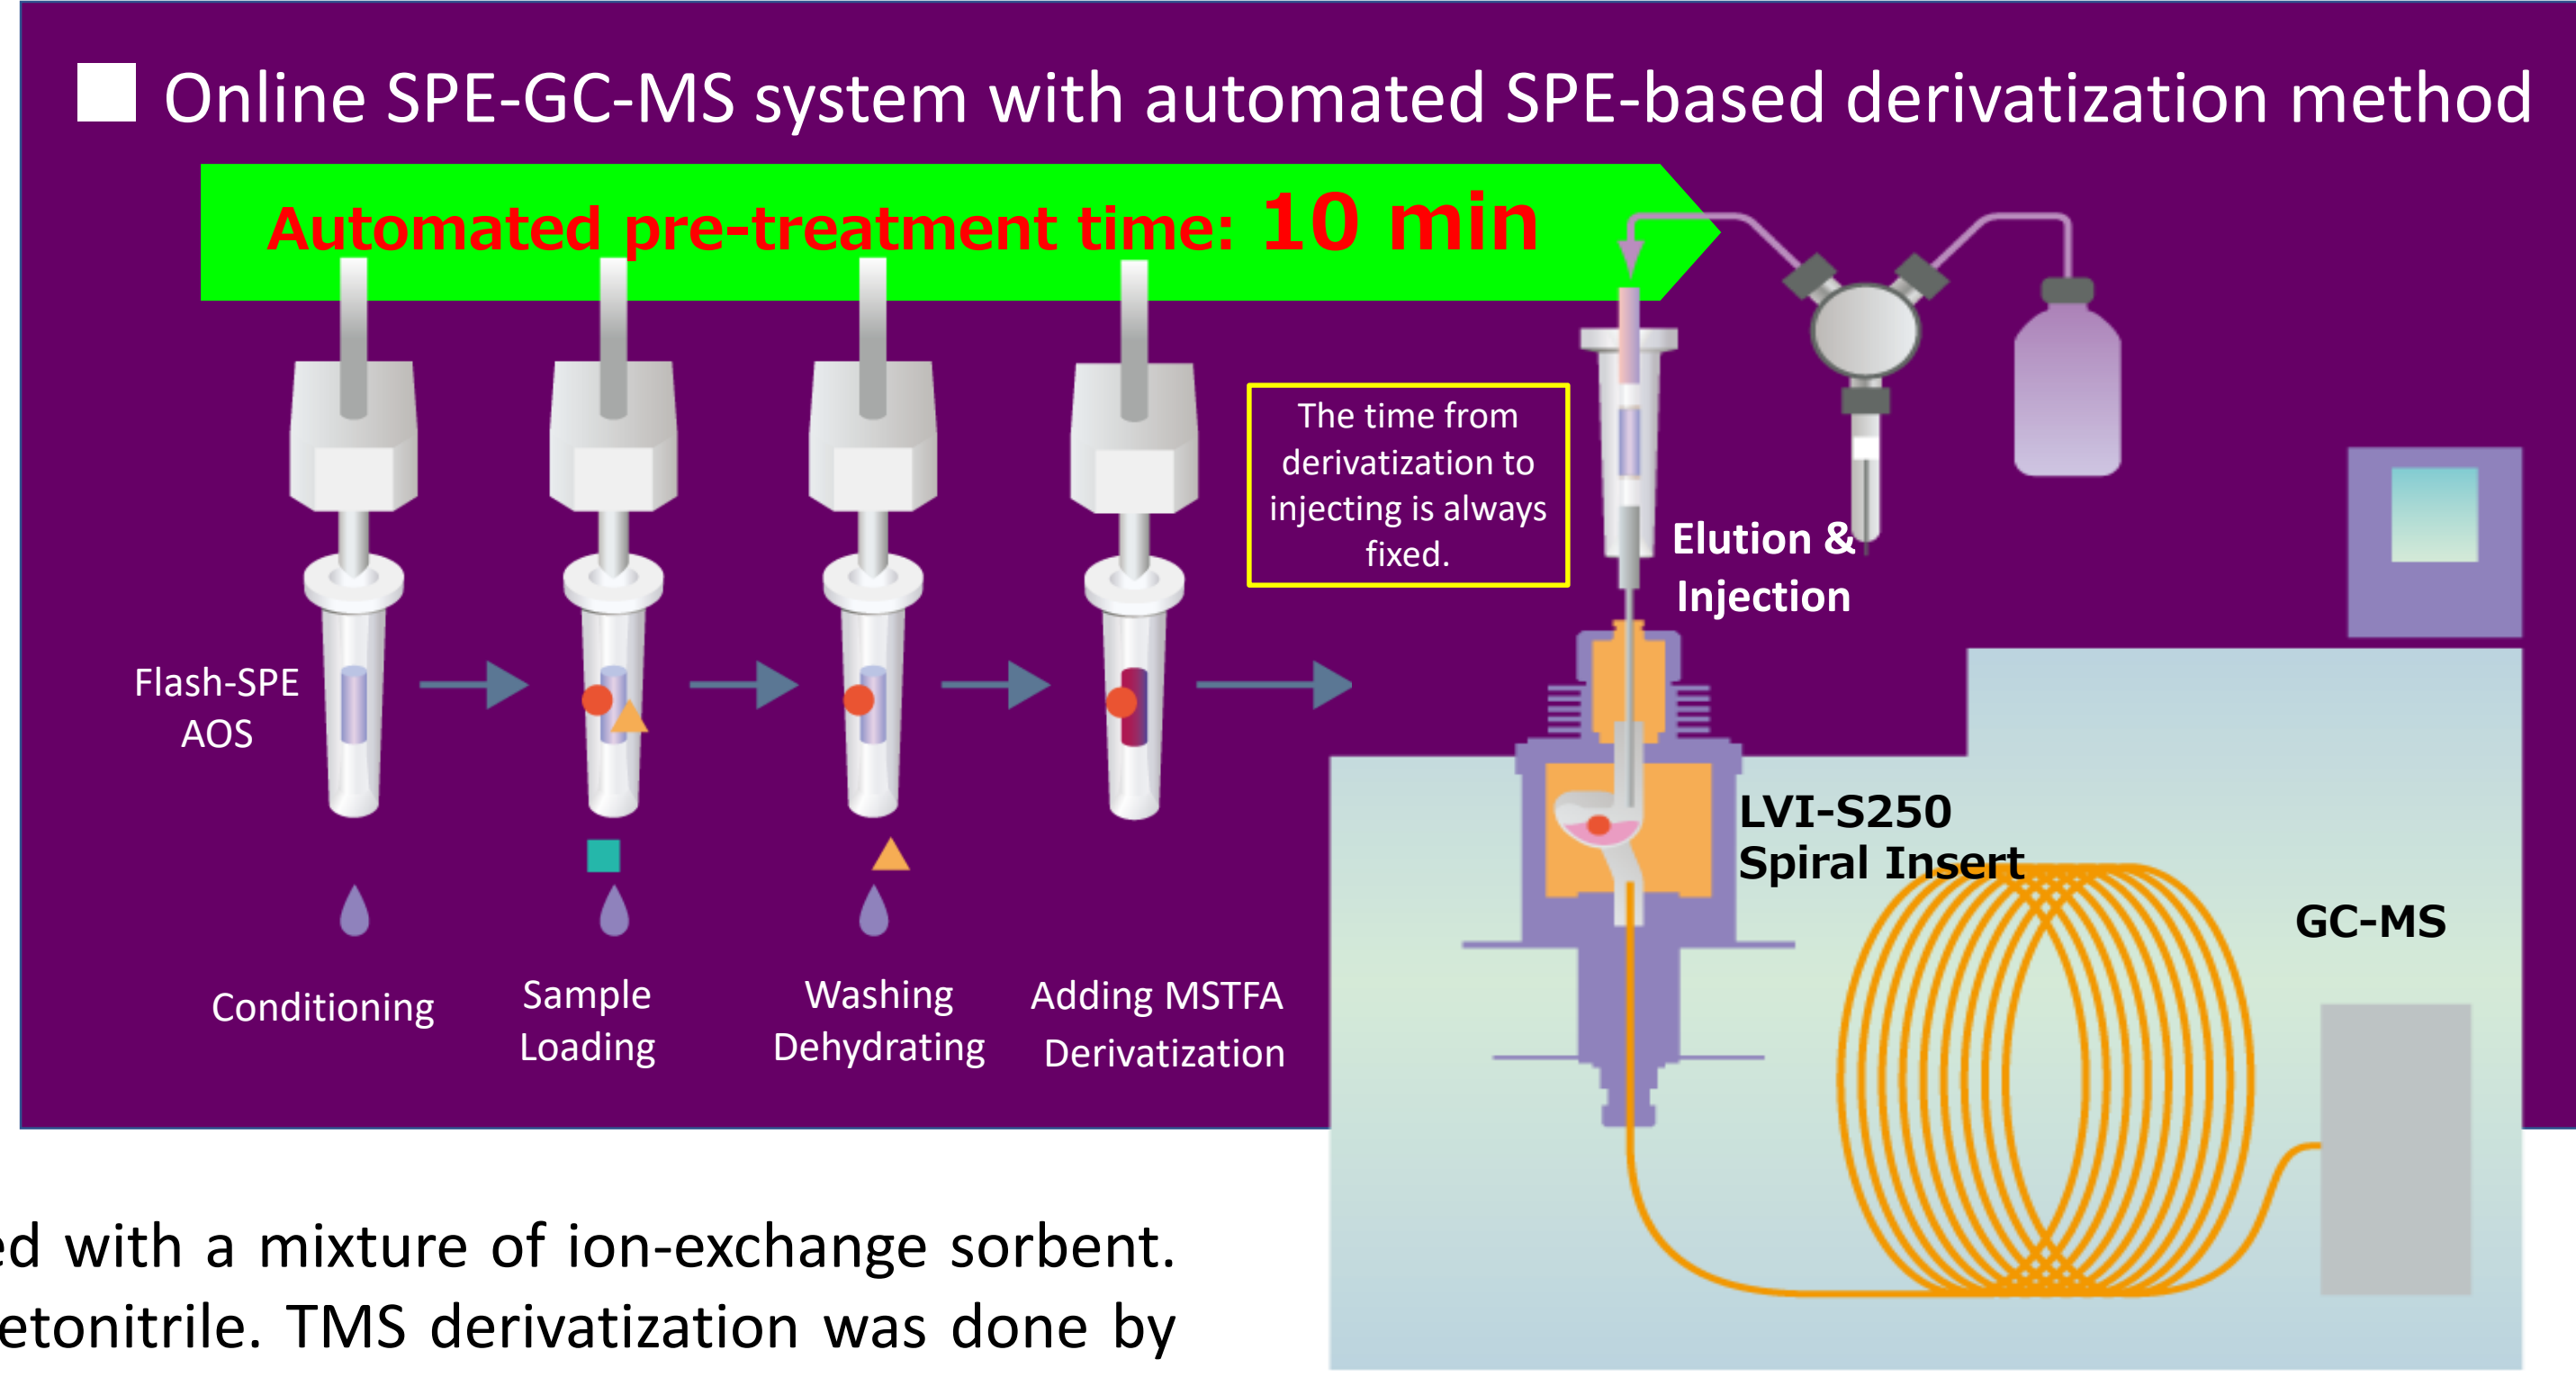 Online SPE-GC-MS system with automated SPE-based derivatization method
Automated pre-treatment time: 10 min
The time from
derivatization to
injecting is always
fixed.
Elution &
Injection
Flash-SPE
AOS
LVI-S250
Spiral Insert
GC-MS
Conditioning
Sample
Loading
Washing
Dehydrating
Adding MSTFA
Derivatization
with a mixture of ion-exchange sorbent.
etonitrile. TMS derivatization was done by